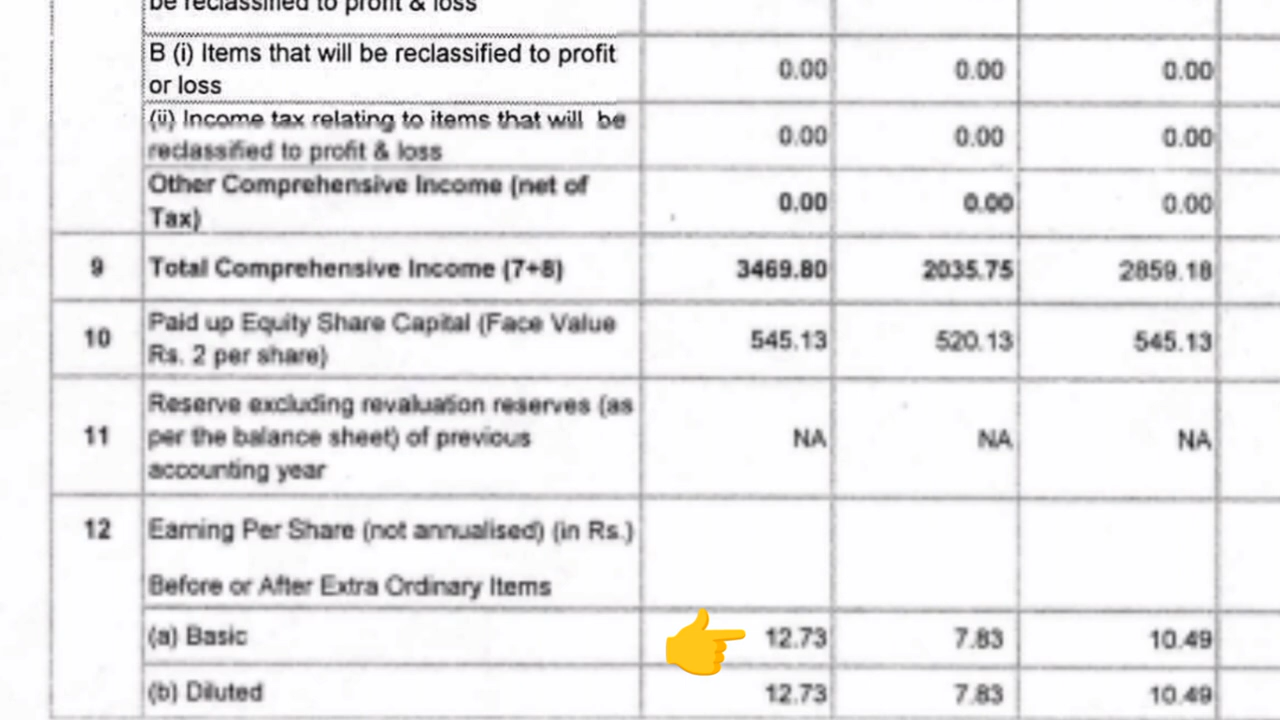 be reclassified to profit & loss
B (i) Items that will be reclassified to profit
or loss
0.00 0.00 0.00
(ii) Income tax relating to items that will be
reclassified to profit & loss
0.00 0.00 0.00
Other Comprehensive Income (net of
Tax)
0.00 0.00 0.00
9 Total Comprehensive Income (7+8) 3469.80 2035.75 2859.18
10 Paid up Equity Share Capital (Face Value
Rs. 2 per share)
545.13 520.13 545.13
11 Reserve excluding revaluation reserves (as
per the balance sheet) of previous
accounting year
NA NA NA
12 Earning Per Share (not annualised) (in Rs.)
Before or After Extra Ordinary Items
(a) Basic 12.73 7.83 10.49
(b) Diluted 12.73 7.83 10.49